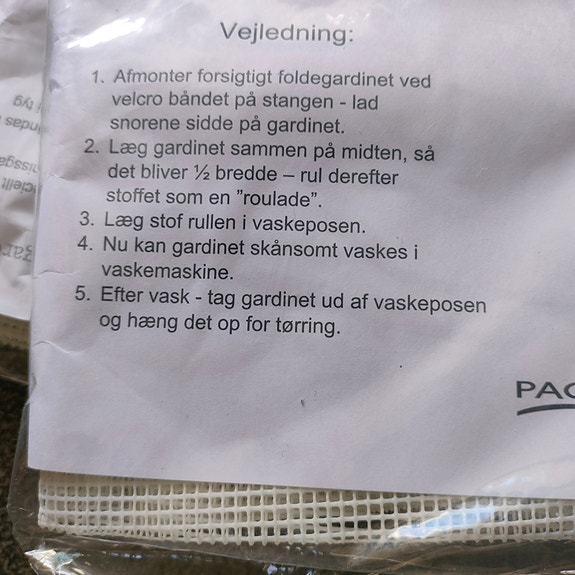 Vejledning:
1. Afmonter forsigtigt foldegardinet ved
velcro båndet på stangen - lad
snorene sidde på gardinet.
2. Læg gardinet sammen på midten, så
det bliver ½ bredde – rul derefter
stoffet som en ”roulade”.
3. Læg stof rullen i vaskeposen.
4. Nu kan gardinet skånsomt vaskes i
vaskemaskine.
5. Efter vask - tag gardinet ud af vaskeposen
og hæng det op for tørring.